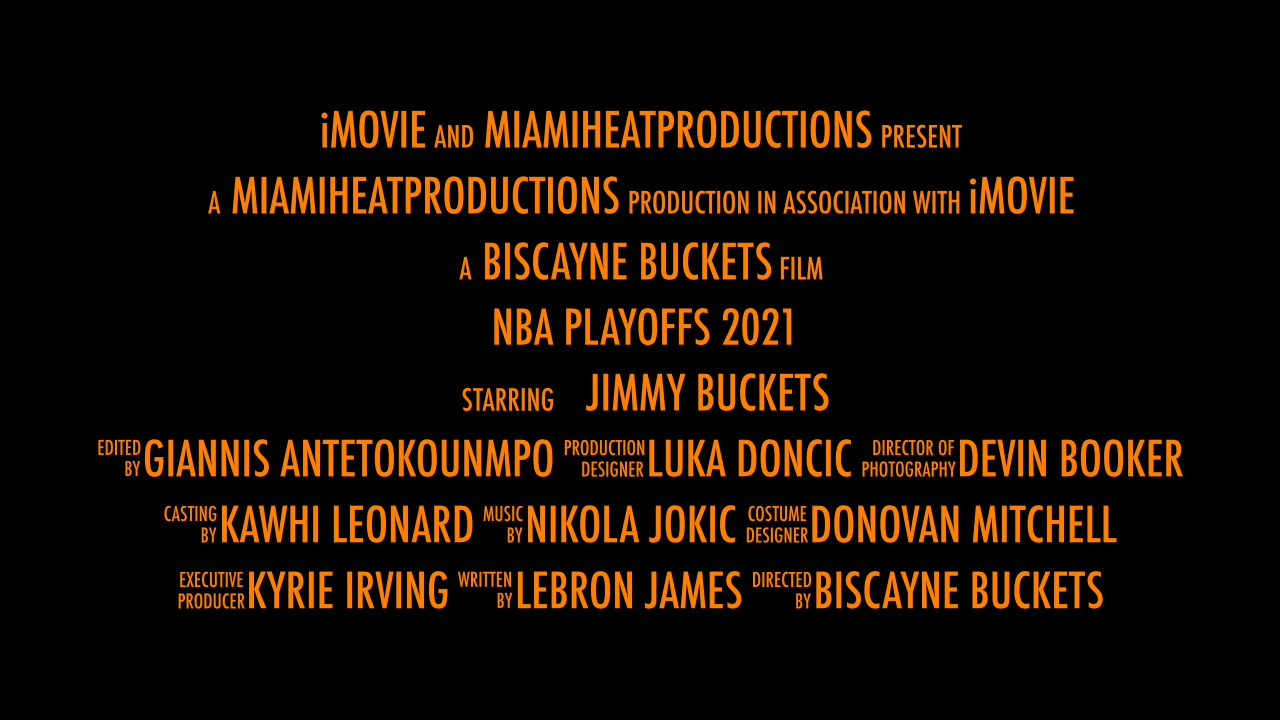 iMOVIE AND MIAMIHEATPRODUCTIONS PRESENT
A MIAMIHEATPRODUCTIONS PRODUCTION IN ASSOCIATION WITH iMOVIE
A BISCAYNE BUCKETS FILM
NBA PLAYOFFS 2021
STARRING JIMMY BUCKETS
EDITED BY GIANNIS ANTETOKOUNMPO PRODUCTION DESIGNER LUKA DONCIC DIRECTOR OF PHOTOGRAPHY DEVIN BOOKER
CASTING BY KAWHI LEONARD MUSIC BY NIKOLA JOKIC COSTUME DESIGNER DONOVAN MITCHELL
EXECUTIVE PRODUCER KYRIE IRVING WRITTEN BY LEBRON JAMES DIRECTED BY BISCAYNE BUCKETS